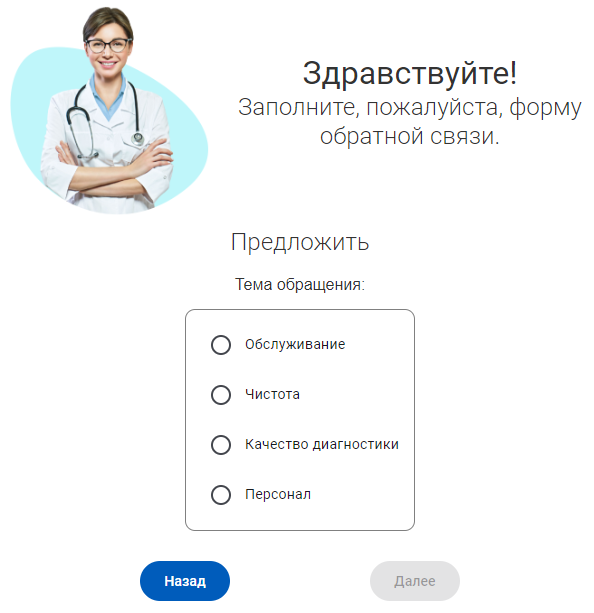 Здравствуйте!
Заполните, пожалуйста, форму
обратной связи.
Предложить
Тема обращения:
Обслуживание
Чистота
Качество диагностики
Персонал
Назад
Далее